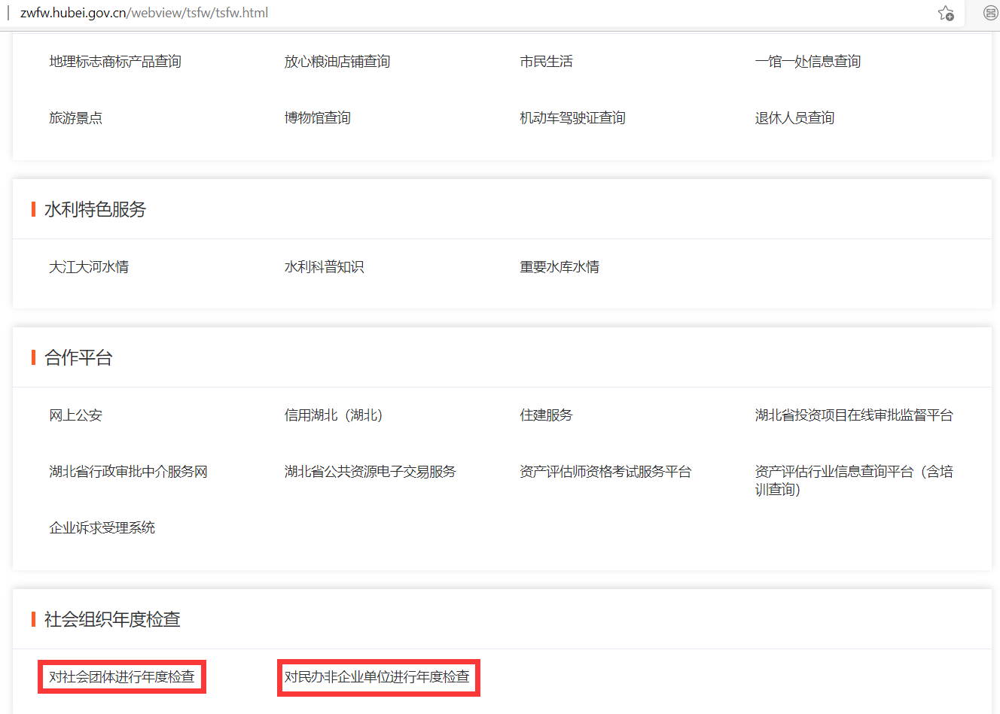 zwfw.hubei.gov.cn/webview/tsfw/tsfw.html
地理标志商标产品查询
放心粮油店铺查询
市民生活
一馆一处信息查询
旅游景点
博物馆查询
机动车驾驶证查询
退休人员查询
水利特色服务
大江大河水情
水利科普知识
重要水库水情
合作平台
网上公安
信用湖北（湖北）
住建服务
湖北省投资项目在线审批监督平台
湖北省行政审批中介服务网
湖北省公共资源电子交易服务
资产评估师资格考试服务平台
资产评估行业信息查询平台（含培
训查询）
企业诉求受理系统
社会组织年度检查
对社会团体进行年度检查
对民办非企业单位进行年度检查